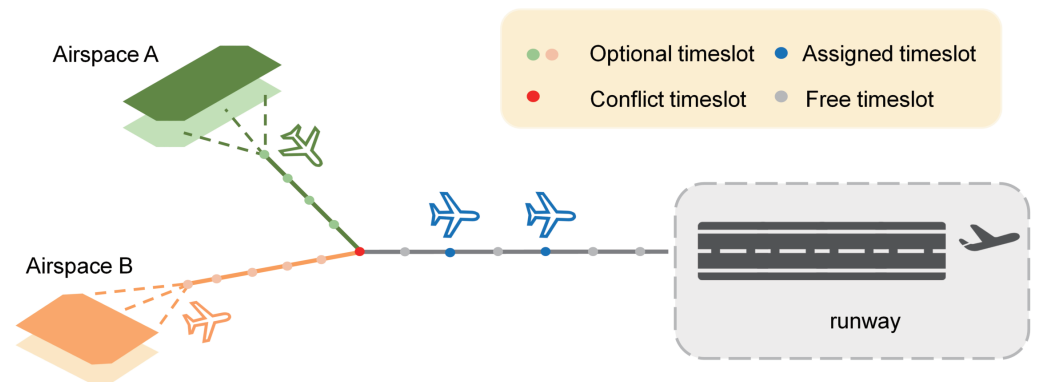 Airspace A
Optional timeslot
Assigned timeslot
Conflict timeslot
Free timeslot
Airspace B
runway